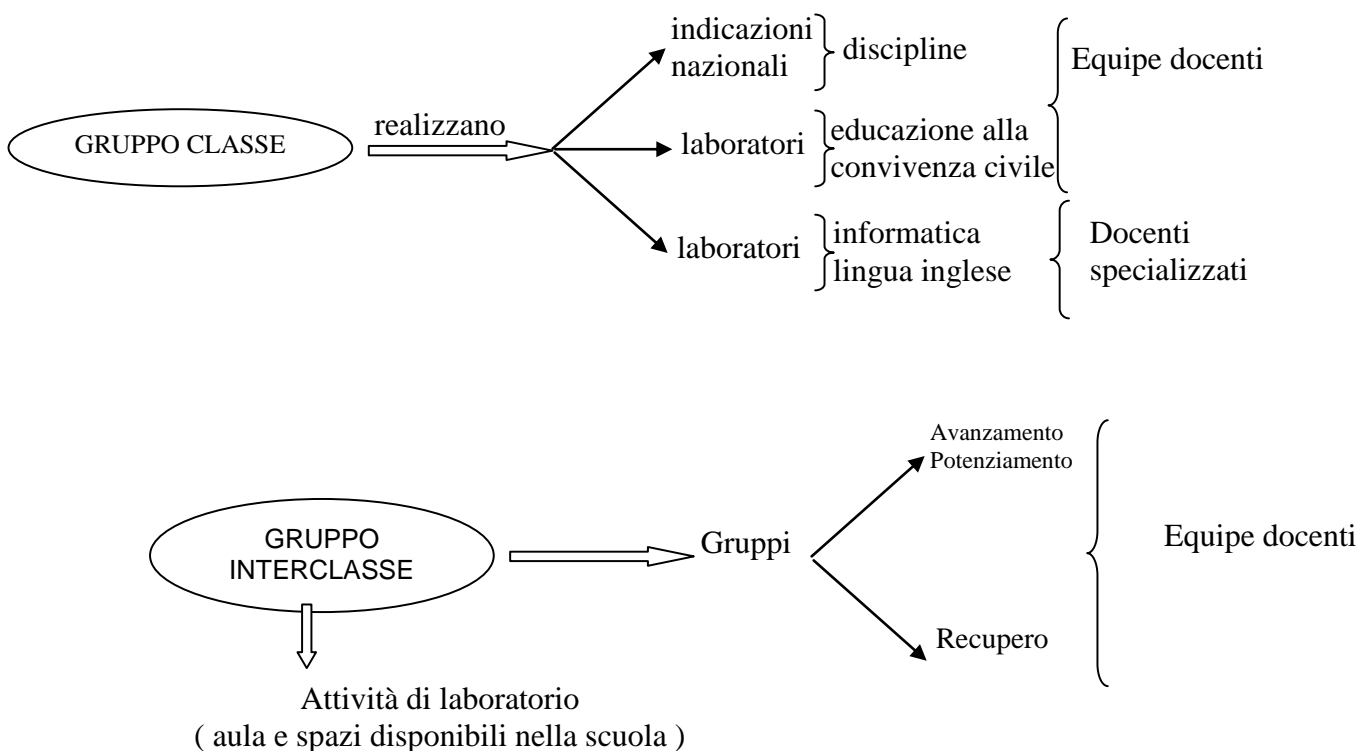 indicazioni
nazionali
discipline
Equipe docenti
GRUPPO CLASSE
realizzano
laboratori
educazione alla
convivenza civile
laboratori
informatica
lingua inglese
Docenti
specializzati
Avanzamento
Potenziamento
GRUPPO
INTERCLASSE
Gruppi
Equipe docenti
Recupero
Attività di laboratorio
( aula e spazi disponibili nella scuola )